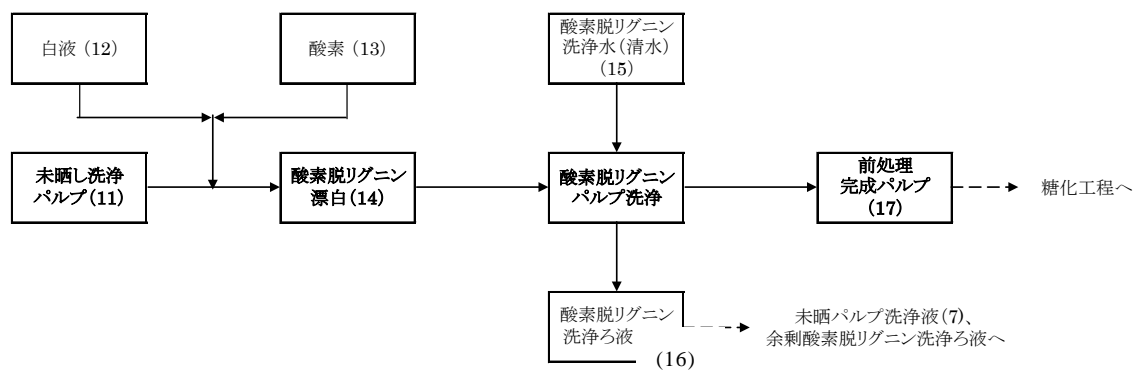 白液（12）
酸素（13）
酸素脱リグニン
洗浄水（清水）
（15）
未晒し洗浄
パルプ（11）
酸素脱リグニン
漂白（14）
酸素脱リグニン
パルプ洗浄
前処理
完成パルプ
（17）
糖化工程へ
酸素脱リグニン
洗浄ろ液
（16）
未晒パルプ洗浄液（7）、
余剰酸素脱リグニン洗浄ろ液へ